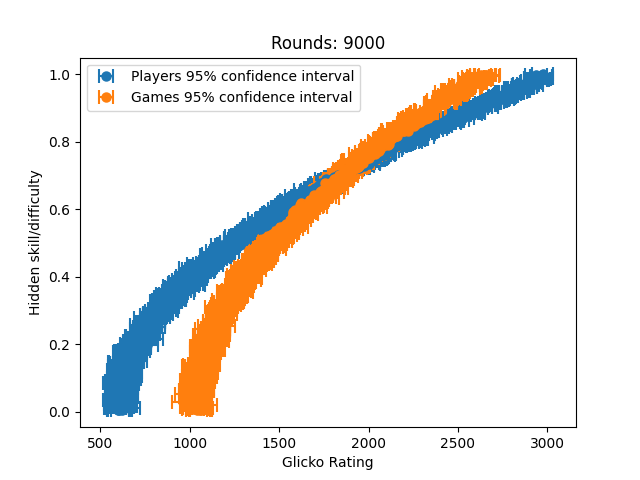 Rounds: 9000
Players 95% confidence interval
Games 95% confidence interval
1.0
0.8
0.6
0.4
0.2
0.0
Hidden skill/difficulty
500 1000 1500 2000 2500 3000
Glicko Rating